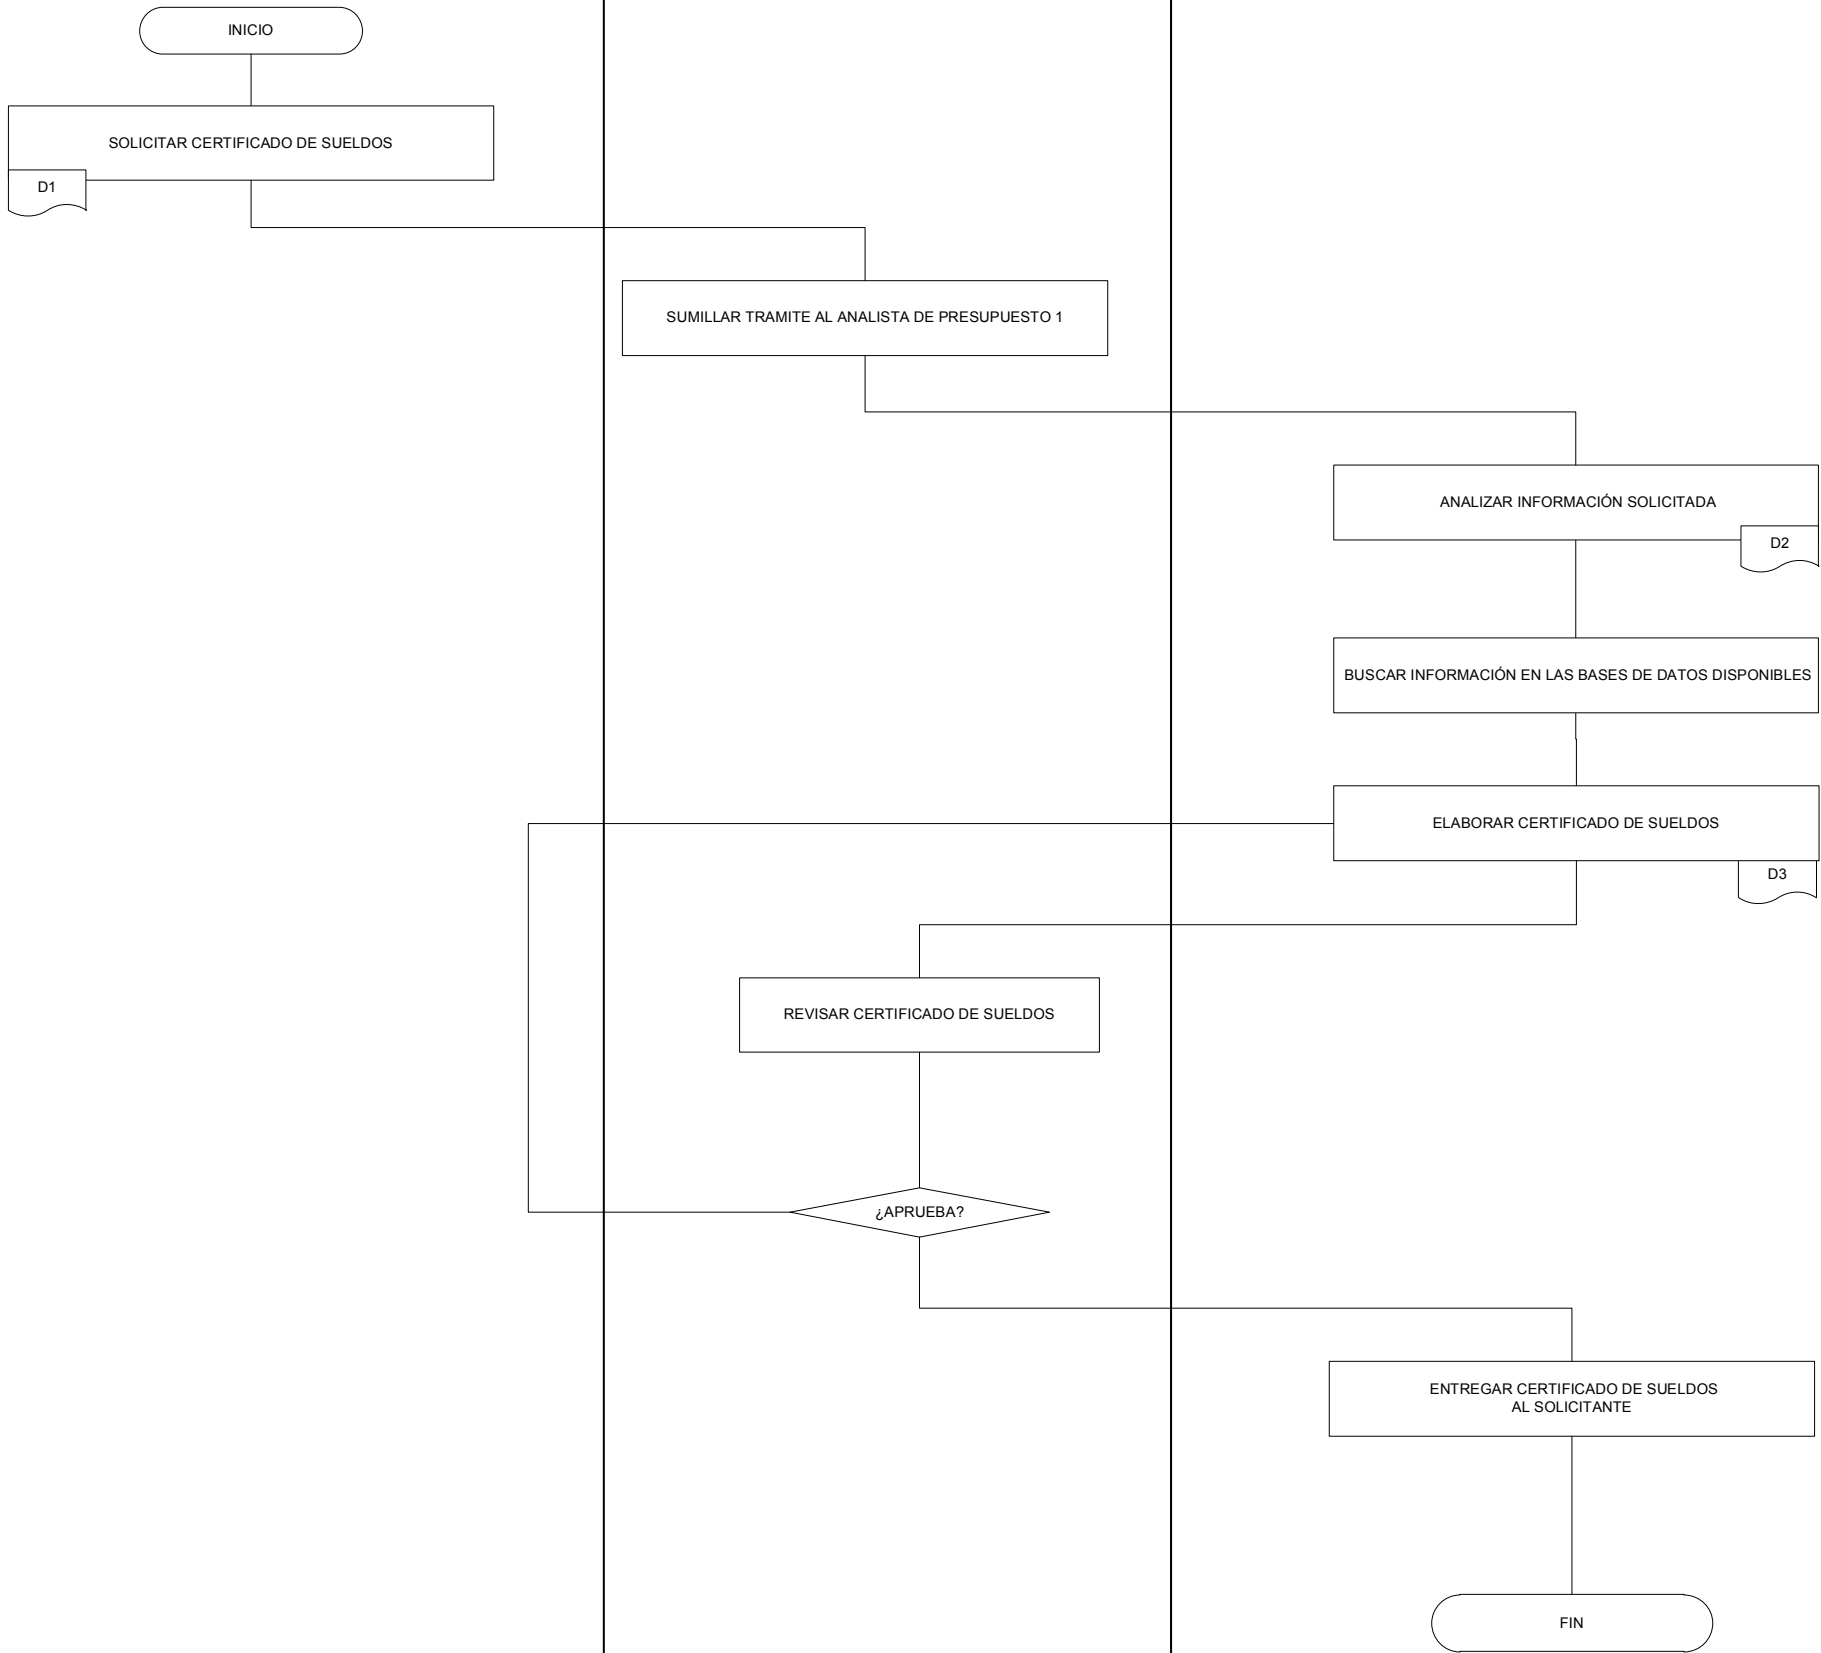 INICIO
SOLICITAR CERTIFICADO DE SUELDOS
D1
SUMILLAR TRAMITE AL ANALISTA DE PRESUPUESTO 1
ANALIZAR INFORMACIÓN SOLICITADA
D2
BUSCAR INFORMACIÓN EN LAS BASES DE DATOS DISPONIBLES
ELABORAR CERTIFICADO DE SUELDOS
D3
REVISAR CERTIFICADO DE SUELDOS
¿APRUEBA?
ENTREGAR CERTIFICADO DE SUELDOS
AL SOLICITANTE
FIN